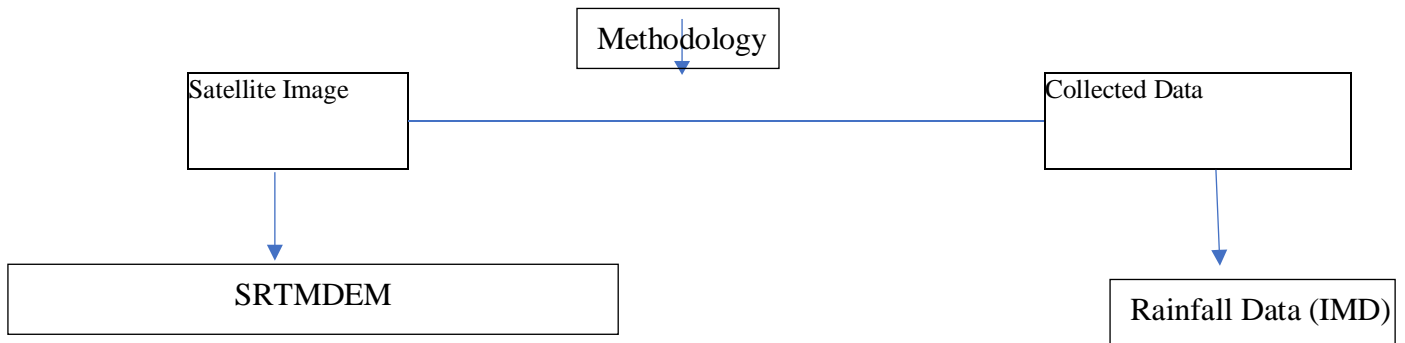 Methodology
Satellite Image
Collected Data
SRTMDEM
Rainfall Data (IMD)